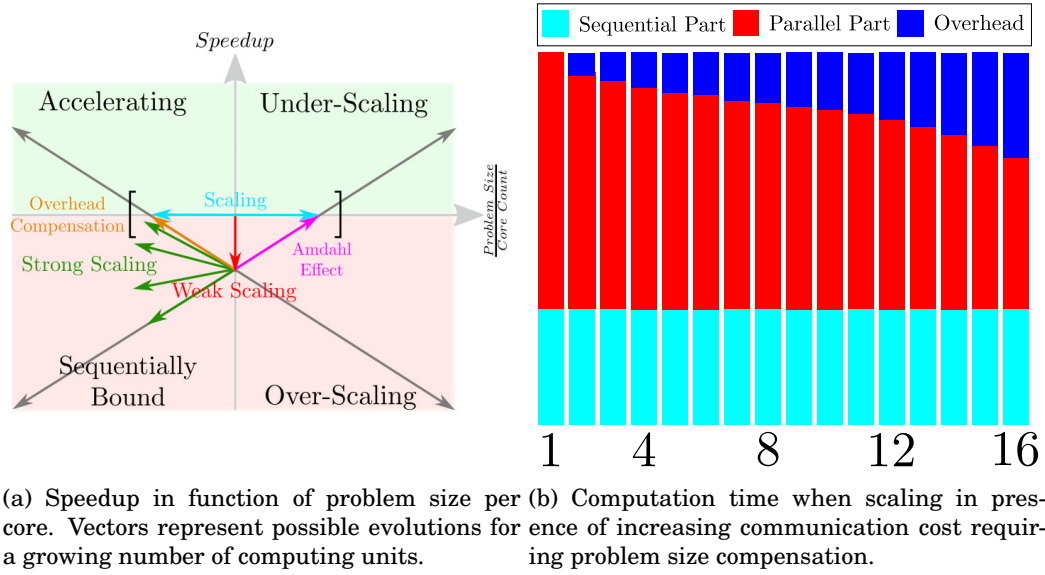 Speedup
Accelerating
Under-Scaling
Overhead
Compensation
Scaling
Problem Size
Core Count
Amdahl
Effect
Strong Scaling
Weak Scaling
Sequentially
Bound
Over-Scaling
(a) Speedup in function of problem size per
core. Vectors represent possible evolutions for
a growing number of computing units.
Sequential Part
Parallel Part
Overhead
1 4 8 12 16
(b) Computation time when scaling in pres-
ence of increasing communication cost requir-
ing problem size compensation.